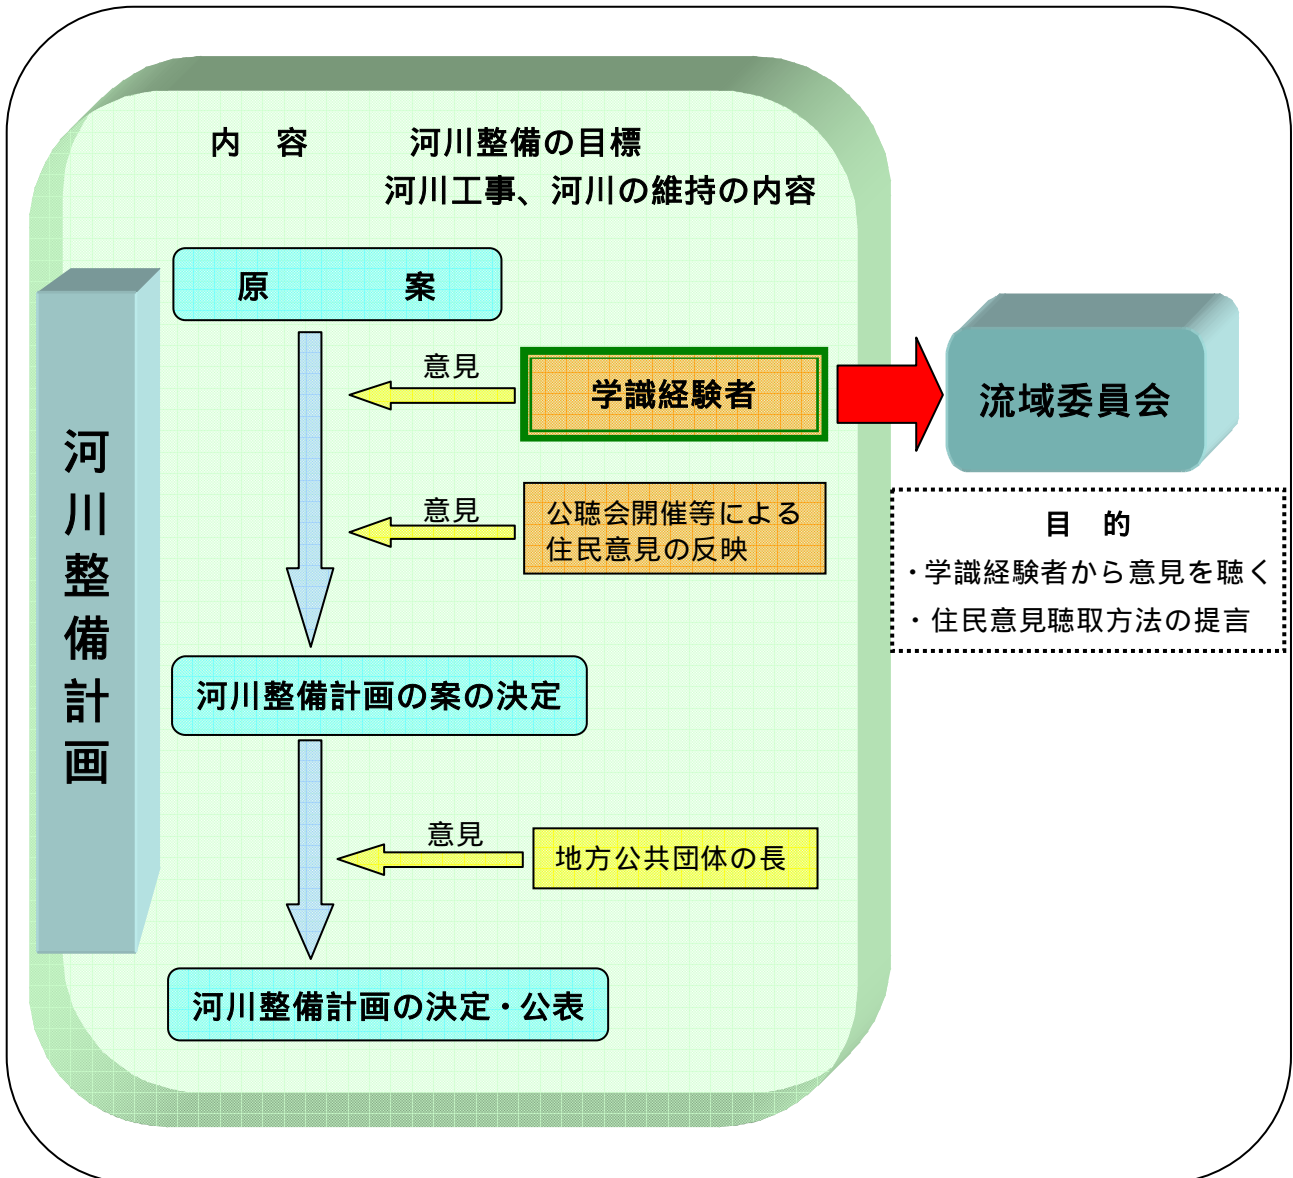 内　容　　　河川整備の目標
河川工事、河川の維持の内容
河川整備計画
原　　　　案
意見
学識経験者
流域委員会
意見
公聴会開催等による
住民意見の反映
目　的
・学識経験者から意見を聴く
・住民意見聴取方法の提言
河川整備計画の案の決定
意見
地方公共団体の長
河川整備計画の決定・公表